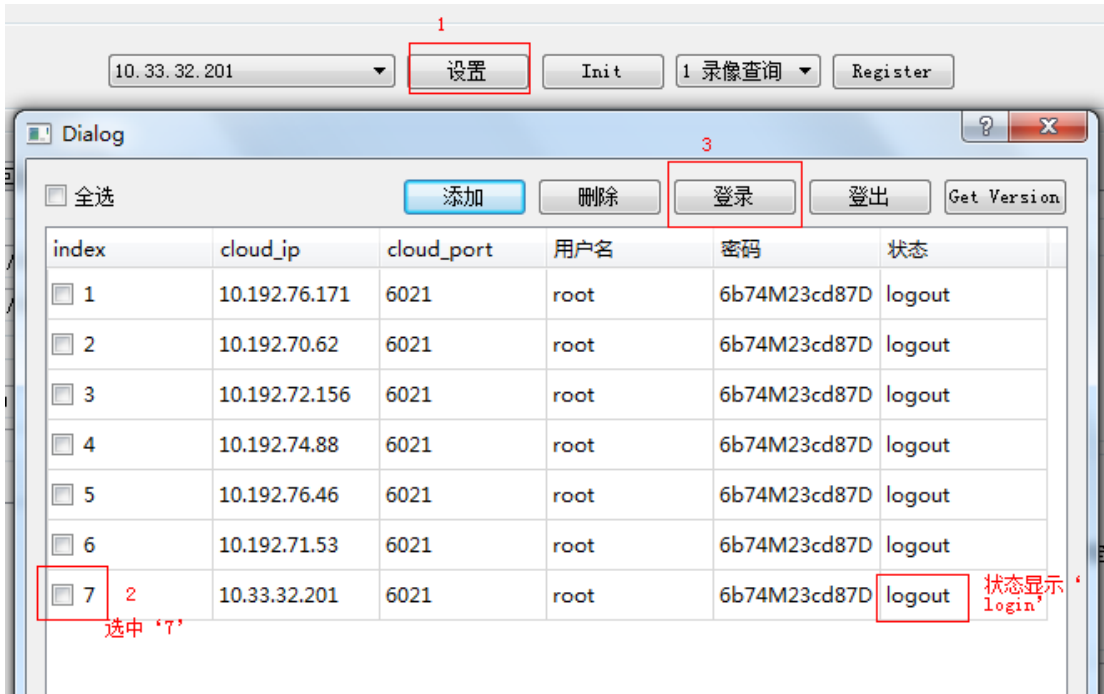 1
10.33.32.201 设置 Init 1 录像查询 Register
Dialog
3
全选 添加 删除 登录 登出 Get Version
index cloud_ip cloud_port 用户名 密码 状态
1 10.192.76.171 6021 root 6b74M23cd87D logout
2 10.192.70.62 6021 root 6b74M23cd87D logout
3 10.192.72.156 6021 root 6b74M23cd87D logout
4 10.192.74.88 6021 root 6b74M23cd87D logout
5 10.192.76.46 6021 root 6b74M23cd87D logout
6 10.192.71.53 6021 root 6b74M23cd87D logout
7 2 10.33.32.201 6021 root 6b74M23cd87D logout 状态显示‘
login’
选中‘7’